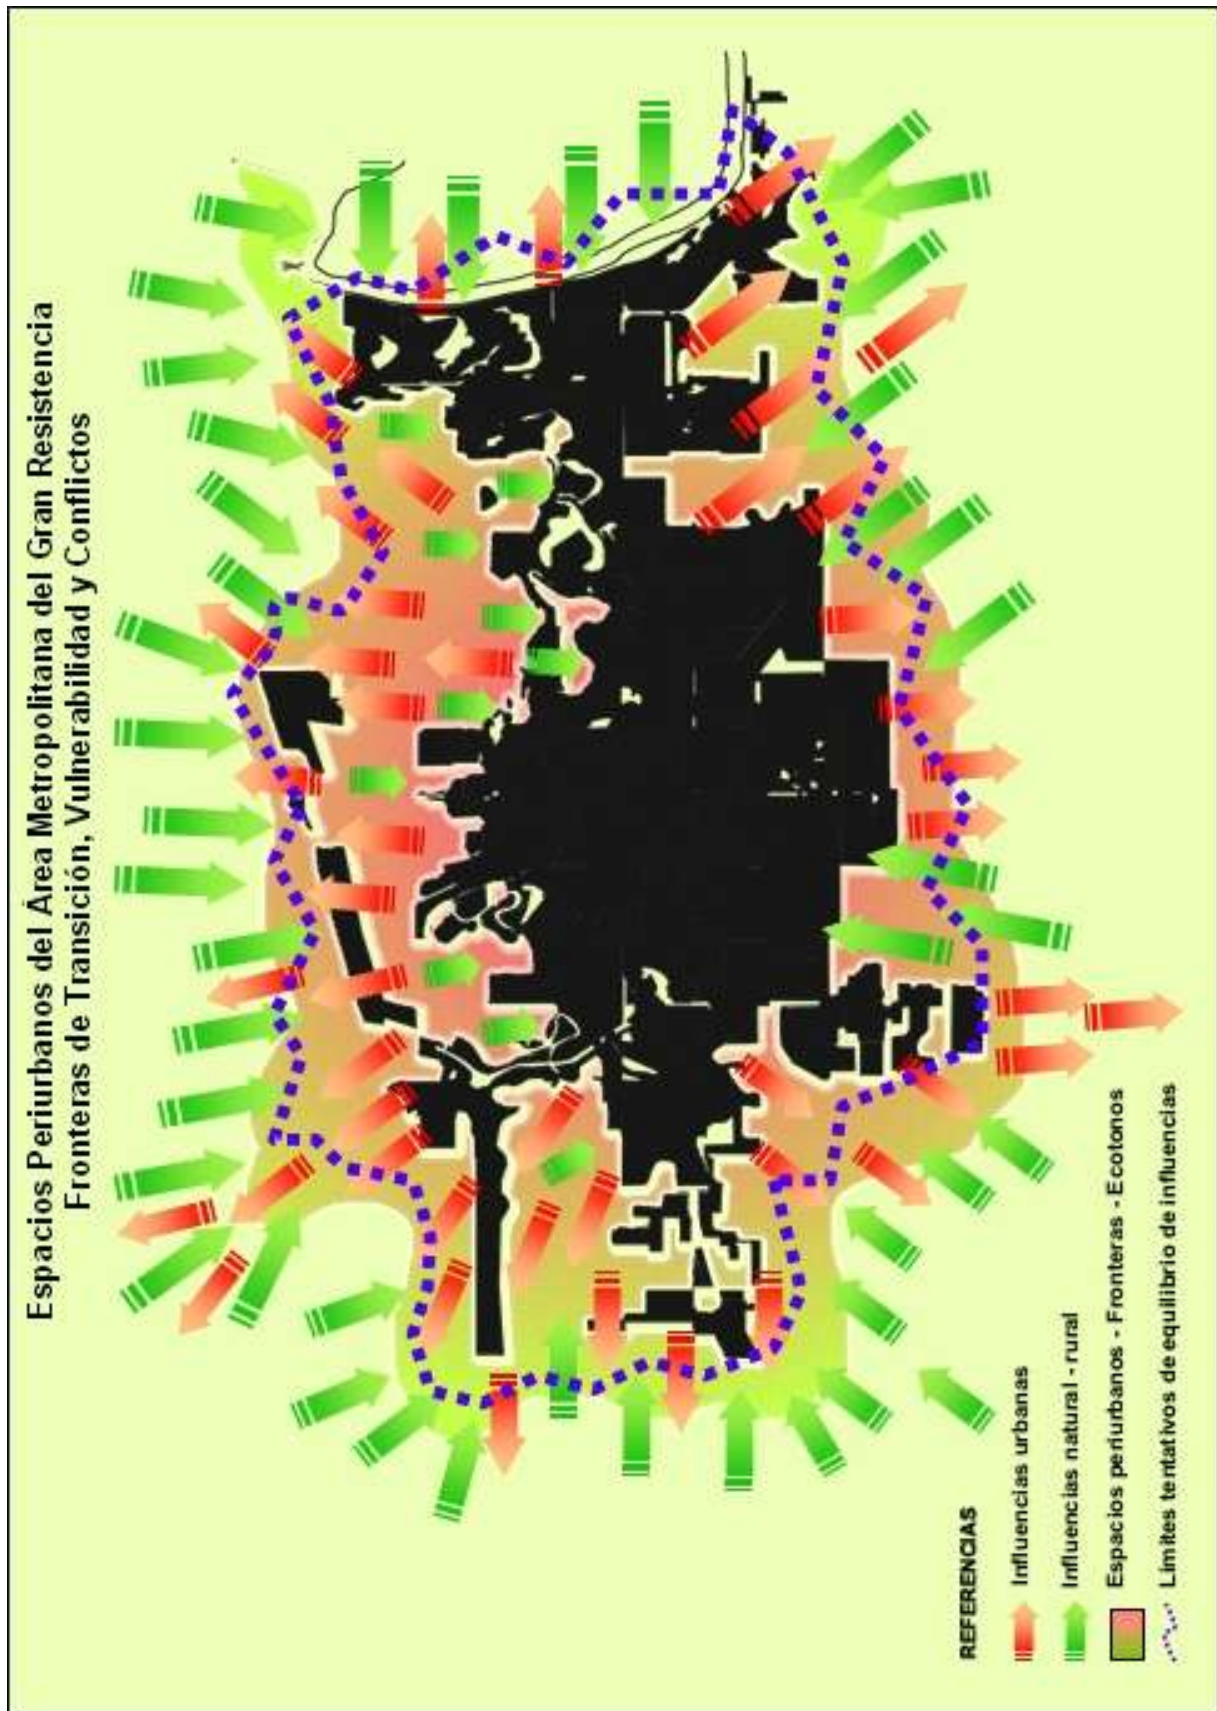 Espacios Periurbanos del Área Metropolitana del Gran Resistencia
Fronteras de Transición, Vulnerabilidad y Conflictos
REFERENCIAS
Influencias urbanas
Influencias natural - rural
Espacios periurbanos - Fronteras - Ecotonos
Límites tentativos de equilibrio de influencias